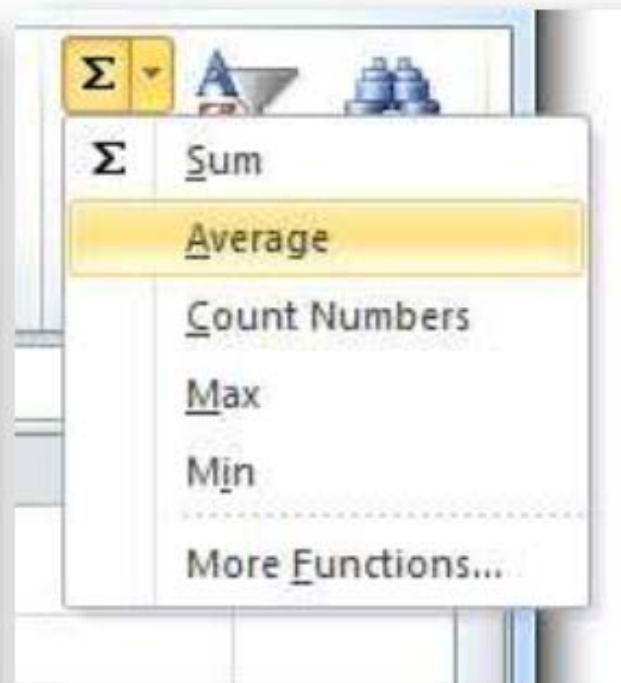 Σ
Σ Sum
Average
Count Numbers
Max
Min
More Functions...